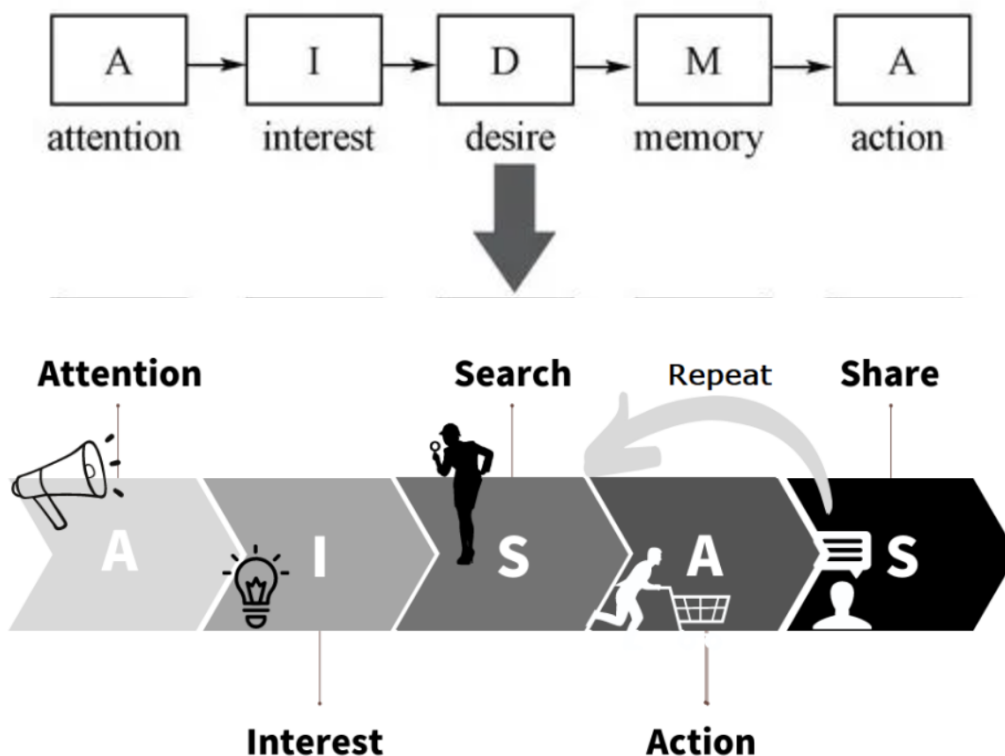 A I D M A
attention interest desire memory action
Attention Search Repeat Share
A I S A S
Interest Action